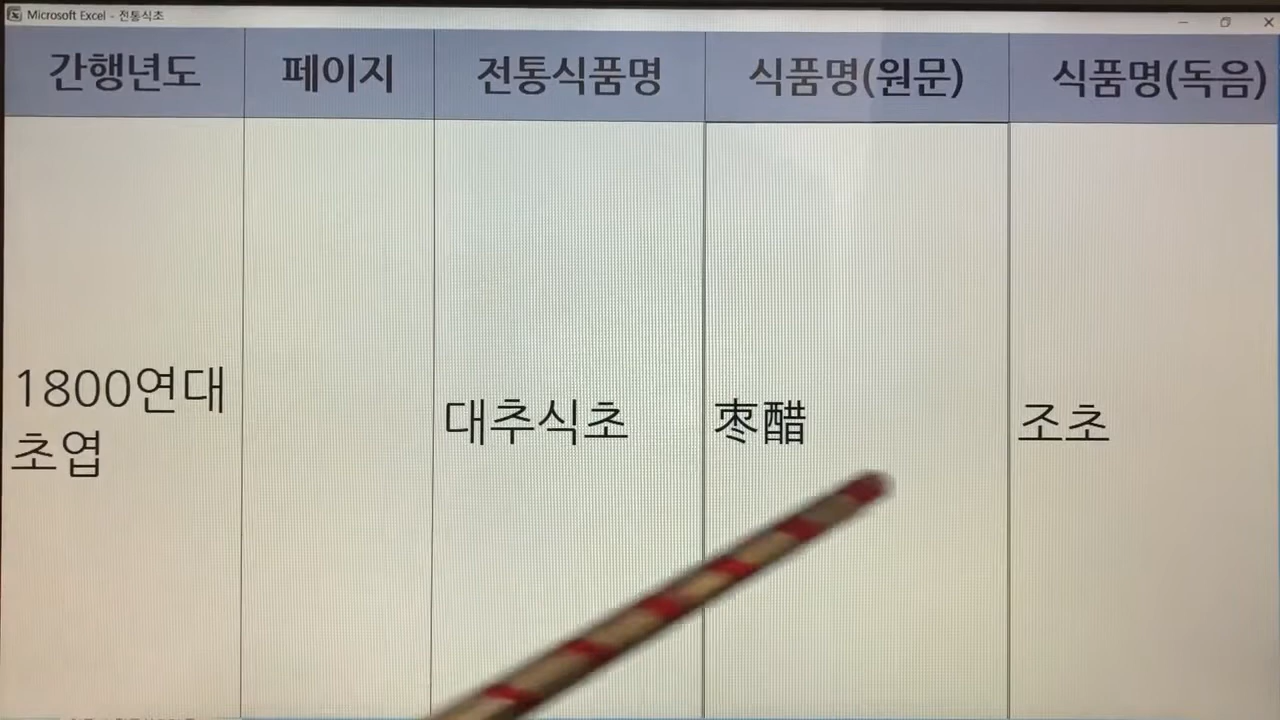 Microsoft Excel - 전통식초
간행년도 페이지 전통식품명 식품명(원문) 식품명(독음)
1800연대
초엽
대추식초 枣醋 조초